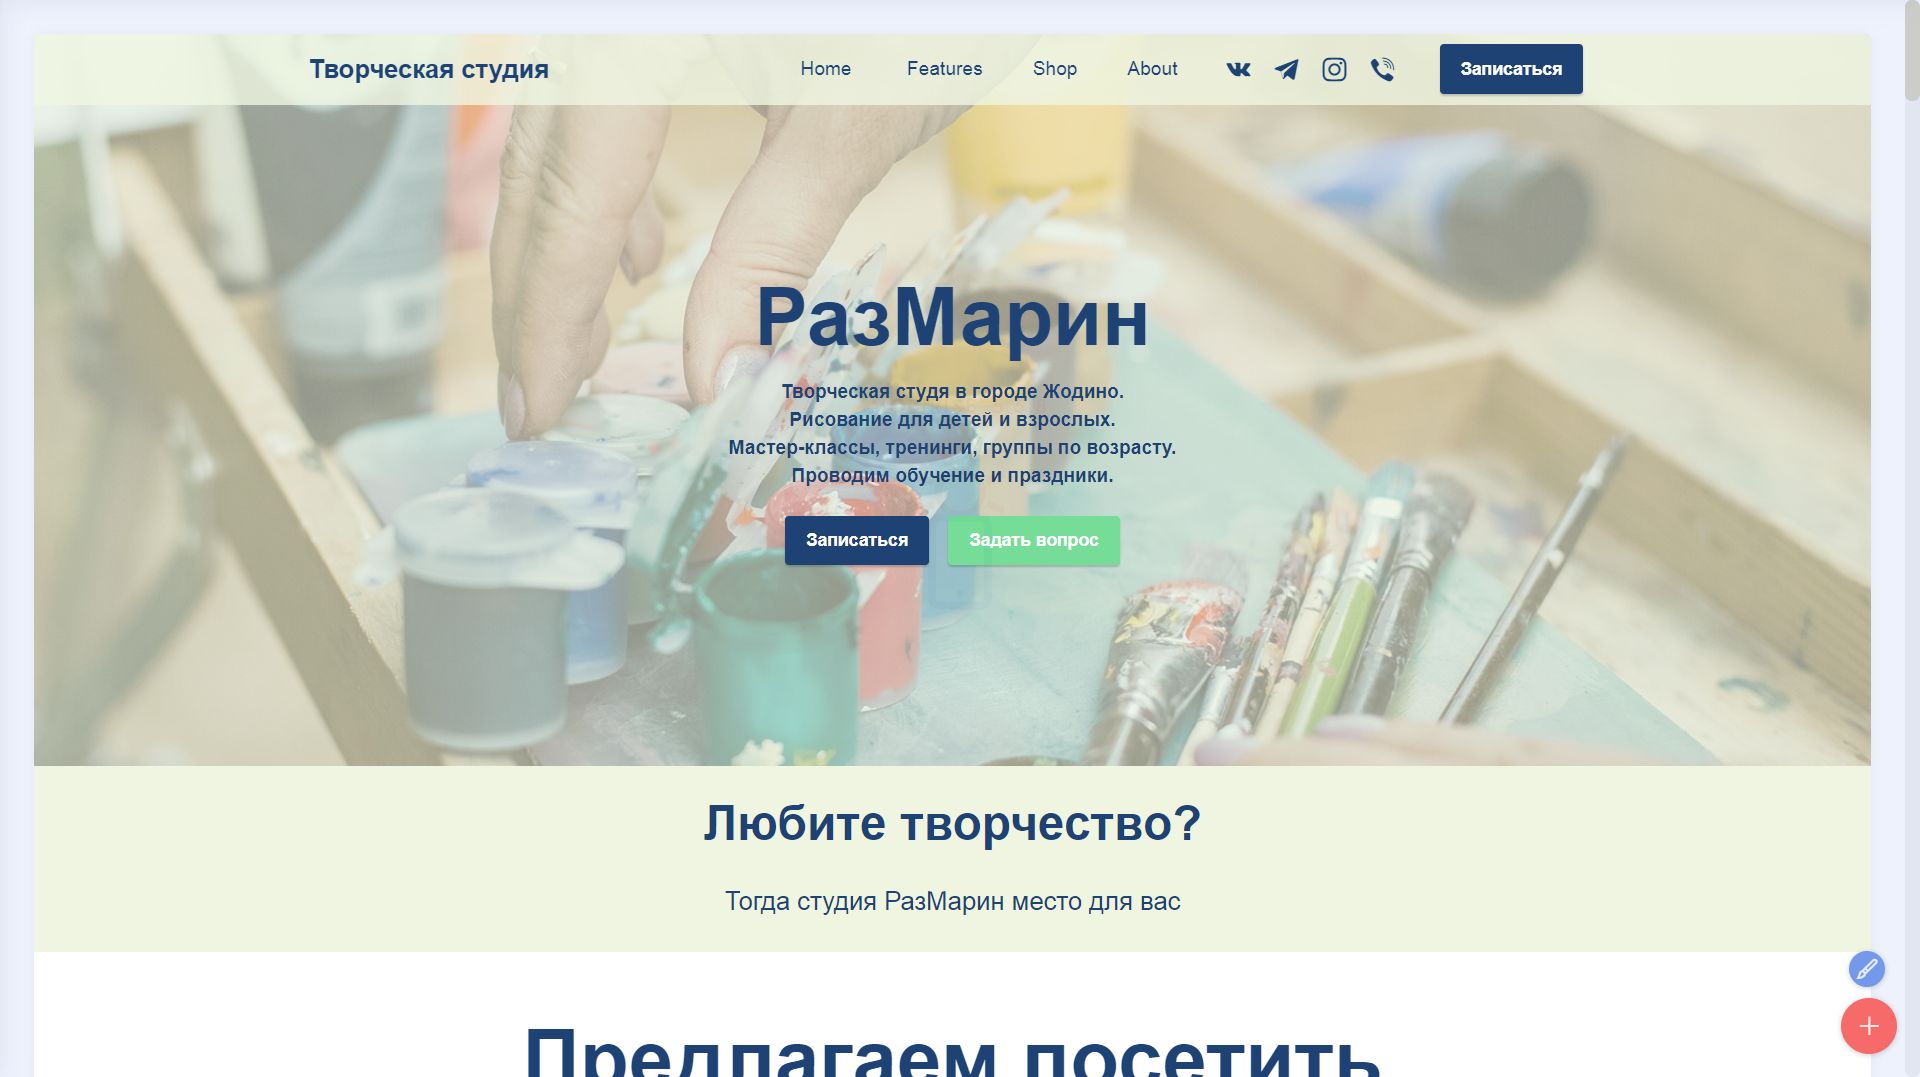 Творческая студия
Home Features Shop About Записаться
РазМарин
Творческая студя в городе Жодино.
Рисование для детей и взрослых.
Мастер-классы, тренинги, группы по возрасту.
Проводим обучение и праздники.
Записаться Задать вопрос
Любите творчество?
Тогда студия РазМарин место для вас
Предлагаем посетить